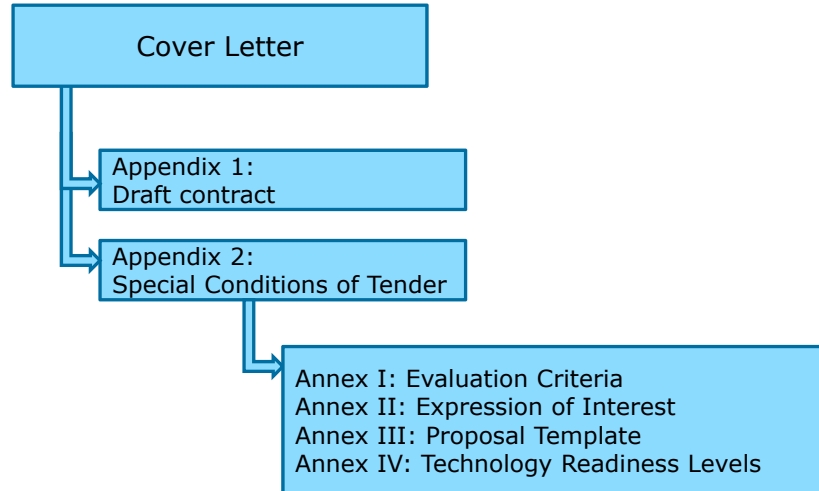 Cover Letter
Appendix 1:
Draft contract
Appendix 2:
Special Conditions of Tender
Annex I: Evaluation Criteria
Annex II: Expression of Interest
Annex III: Proposal Template
Annex IV: Technology Readiness Levels